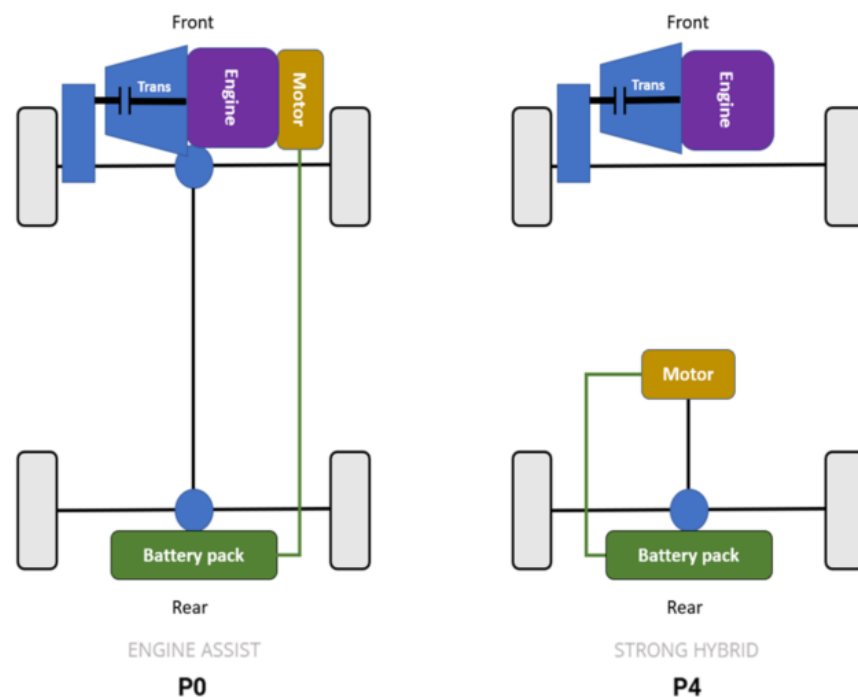 Front
Trans
Engine
Motor
Battery pack
Rear
ENGINE ASSIST
P0
Front
Trans
Engine
Motor
Battery pack
Rear
STRONG HYBRID
P4